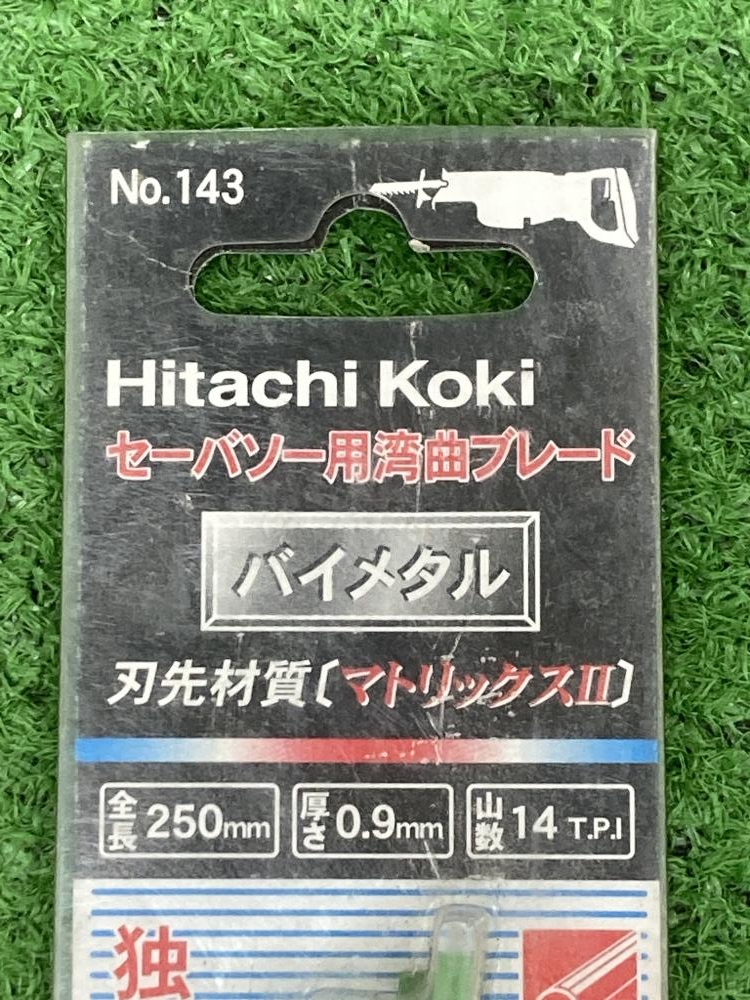 No.143
Hitachi Koki
セーバソー用湾曲ブレード
バイメタル
刃先材質〔マトリックスII〕
全長 250mm 厚さ 0.9mm 山数 14 T.P.I
独